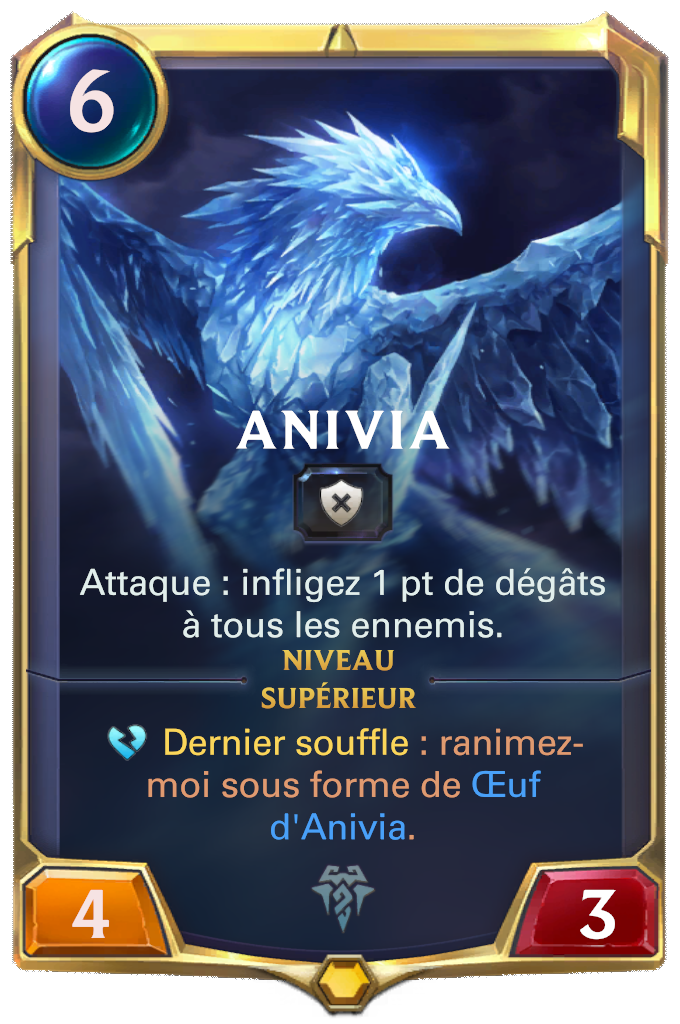 6
ANIVIA
Attaque : infligez 1 pt de dégâts
à tous les ennemis.
NIVEAU
SUPÉRIEUR
Dernier souffle : ranimez-
moi sous forme de Œuf
d'Anivia.
4
3